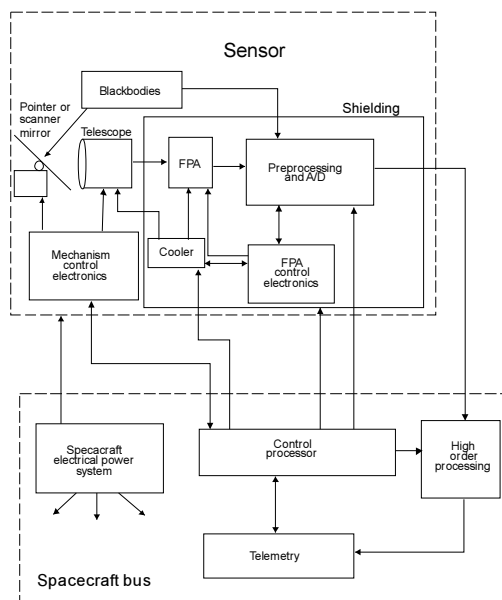 Sensor
Blackbodies
Pointer or
scanner
mirror
Telescope
Shielding
FPA
Preprocessing
and A/D
Cooler
Mechanism
control
electronics
FPA
control
electronics
Specacraft
electrical power
system
Control
processor
High
order
processing
Telemetry
Spacecraft bus